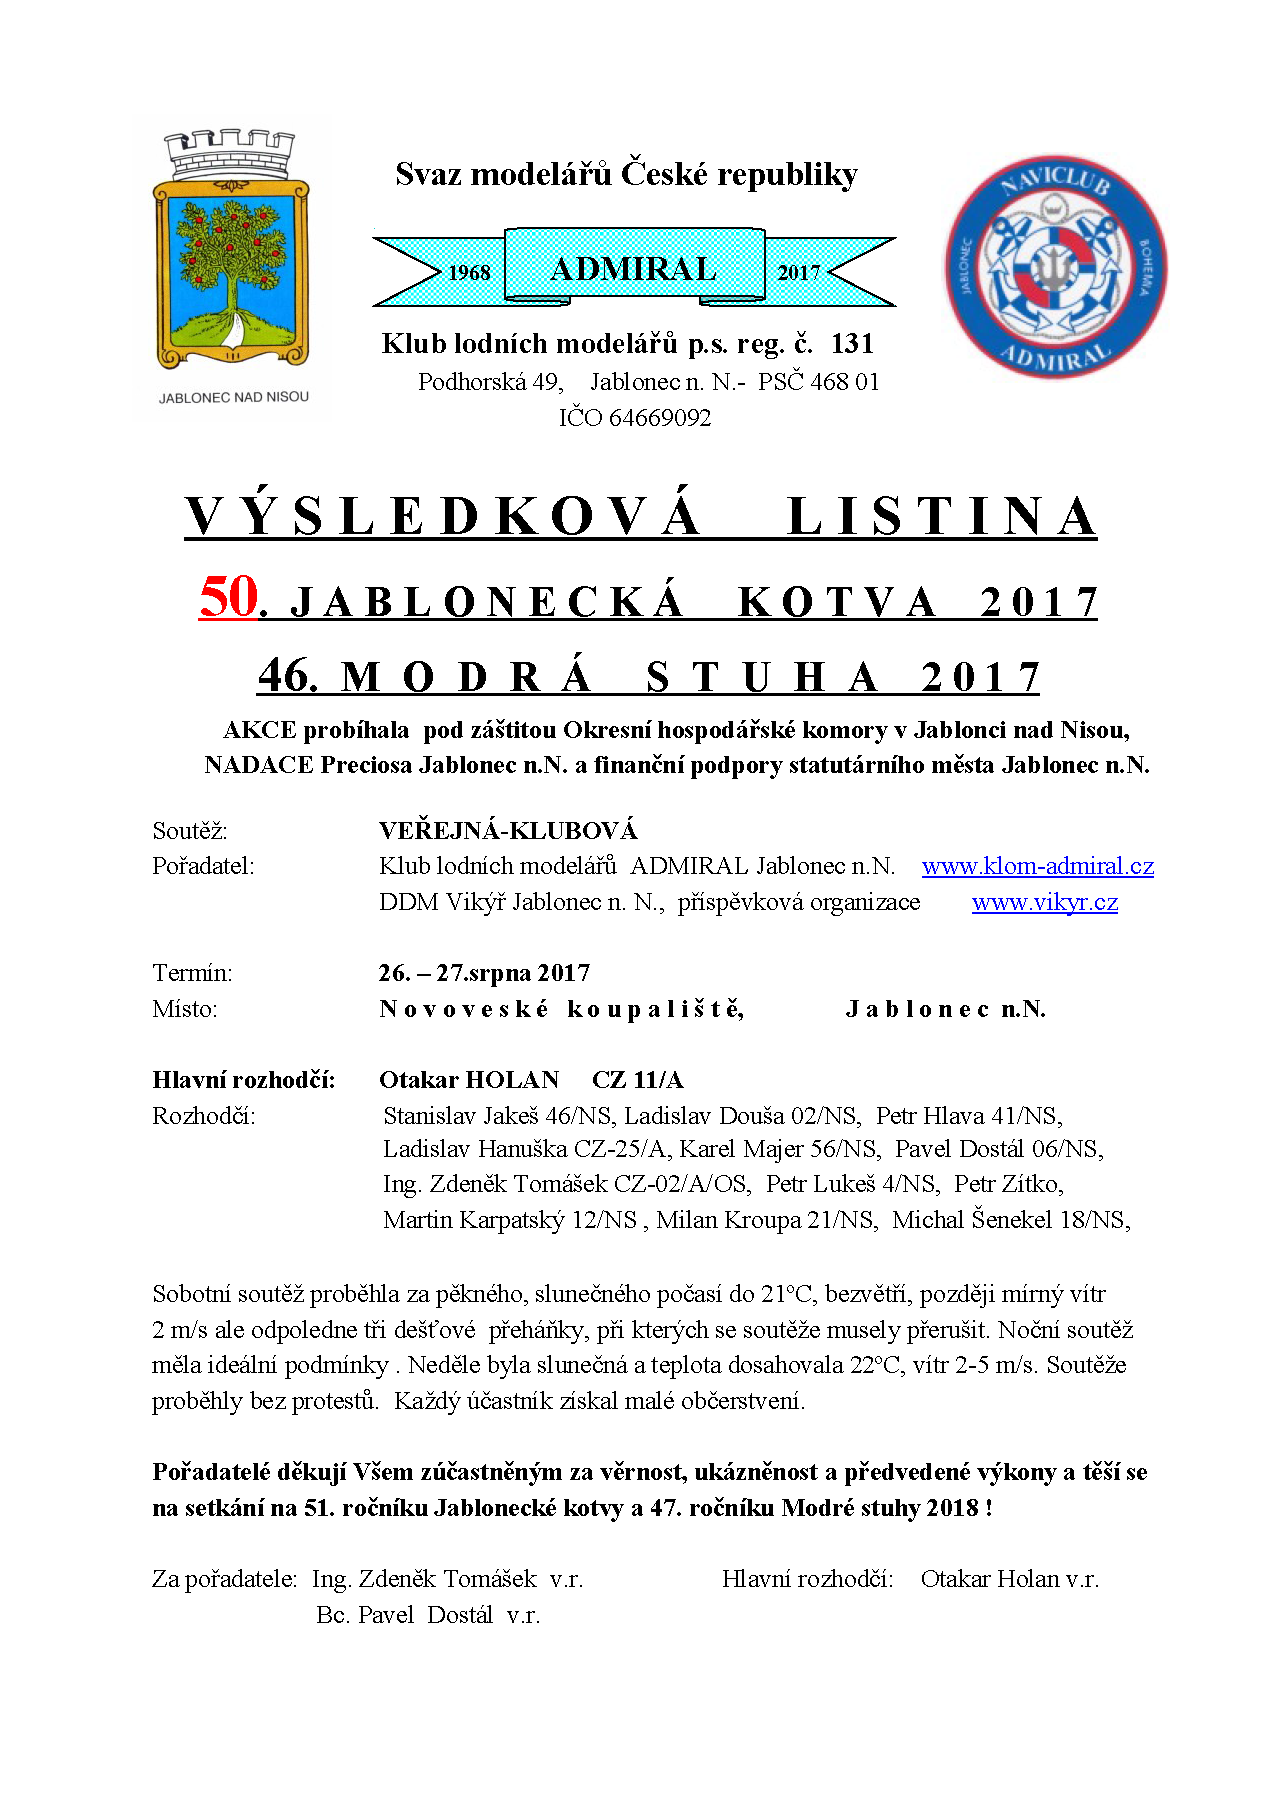 Svaz modelářů České republiky
1968 ADMIRAL 2017
NAVICLUB
JABLONEC
BOHEMIA
ADMIRAL
JABLONEC NAD NISOU
Klub lodních modelářů p.s. reg. č. 131
Podhorská 49, Jablonec n. N.- PSČ 468 01
IČO 64669092
VÝSLEDKOVÁ LISTINA
50. JABLONECKÁ KOTVA 2017
46. MODRÁ STUHA 2017
AKCE probíhala pod záštitou Okresní hospodářské komory v Jablonci nad Nisou,
NADACE Preciosa Jablonec n.N. a finanční podpory statutárního města Jablonec n.N.
Soutěž: VEŘEJNÁ-KLUBOVÁ
Pořadatel: Klub lodních modelářů ADMIRAL Jablonec n.N. www.klom-admiral.cz
DDM Vikýř Jablonec n. N., příspěvková organizace www.vikyr.cz
Termín: 26. – 27.srpna 2017
Místo: Novoveské koupaliště, Jablonec n.N.
Hlavní rozhodčí: Otakar HOLAN CZ 11/A
Rozhodčí: Stanislav Jakeš 46/NS, Ladislav Douša 02/NS, Petr Hlava 41/NS,
Ladislav Hanuška CZ-25/A, Karel Majer 56/NS, Pavel Dostál 06/NS,
Ing. Zdeněk Tomášek CZ-02/A/OS, Petr Lukeš 4/NS, Petr Zítko,
Martin Karpatský 12/NS , Milan Kroupa 21/NS, Michal Šenekel 18/NS,
Sobotní soutěž proběhla za pěkného, slunečného počasí do 21°C, bezvětří, později mírný vítr
2 m/s ale odpoledne tři dešťové přeháňky, při kterých se soutěže musely přerušit. Noční soutěž
měla ideální podmínky . Neděle byla slunečná a teplota dosahovala 22°C, vítr 2-5 m/s. Soutěže
proběhly bez protestů. Každý účastník získal malé občerstvení.
Pořadatelé děkují Všem zúčastněným za věrnost, ukázněnost a předvedené výkony a těší se
na setkání na 51. ročníku Jablonecké kotvy a 47. ročníku Modré stuhy 2018 !
Za pořadatele: Ing. Zdeněk Tomášek v.r. Hlavní rozhodčí: Otakar Holan v.r.
Bc. Pavel Dostál v.r.